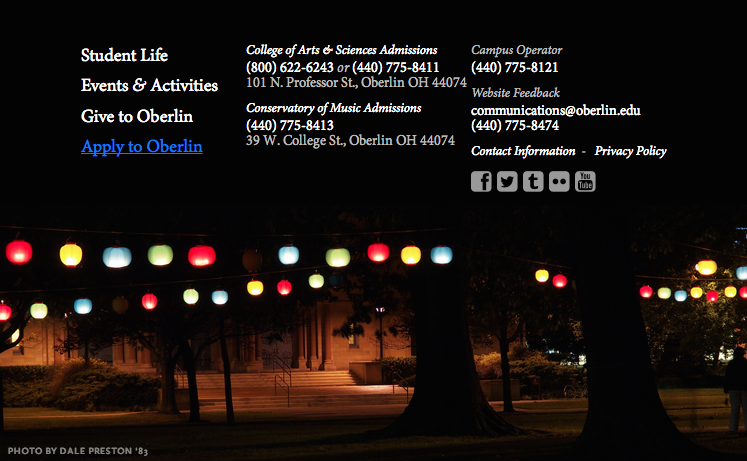 Student Life
Events & Activities
Give to Oberlin
Apply to Oberlin
College of Arts & Sciences Admissions
(800) 622-6243 or (440) 775-8411
101 N. Professor St., Oberlin OH 44074
Conservatory of Music Admissions
(440) 775-8413
39 W. College St., Oberlin OH 44074
Campus Operator
(440) 775-8121
Website Feedback
communications@oberlin.edu
(440) 775-8474
Contact Information - Privacy Policy
f t You Tube
PHOTO BY DALE PRESTON '83